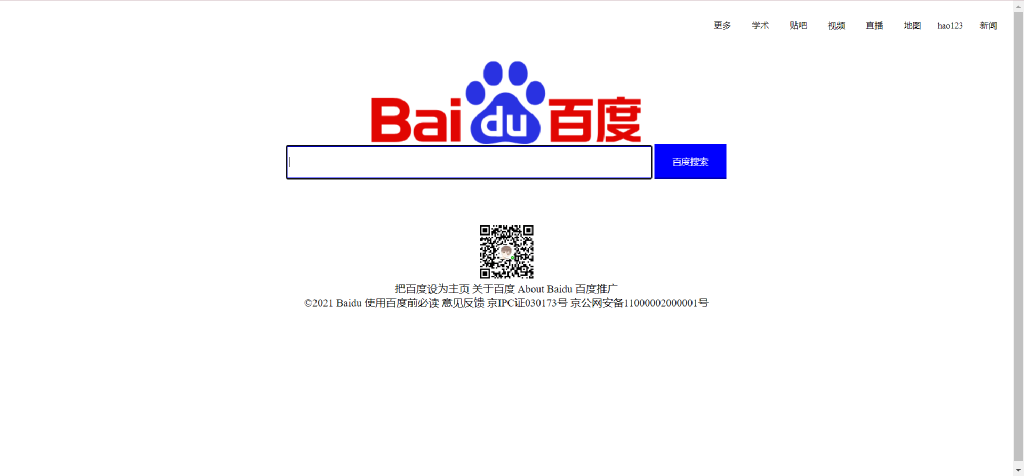 更多 学术 贴吧 视频 直播 地图 hao123 新闻
Bai du 百度
百度搜索
把百度设为主页 关于百度 About Baidu 百度推广
©2021 Baidu 使用百度前必读 意见反馈 京IPC证030173号 京公网安备11000002000001号